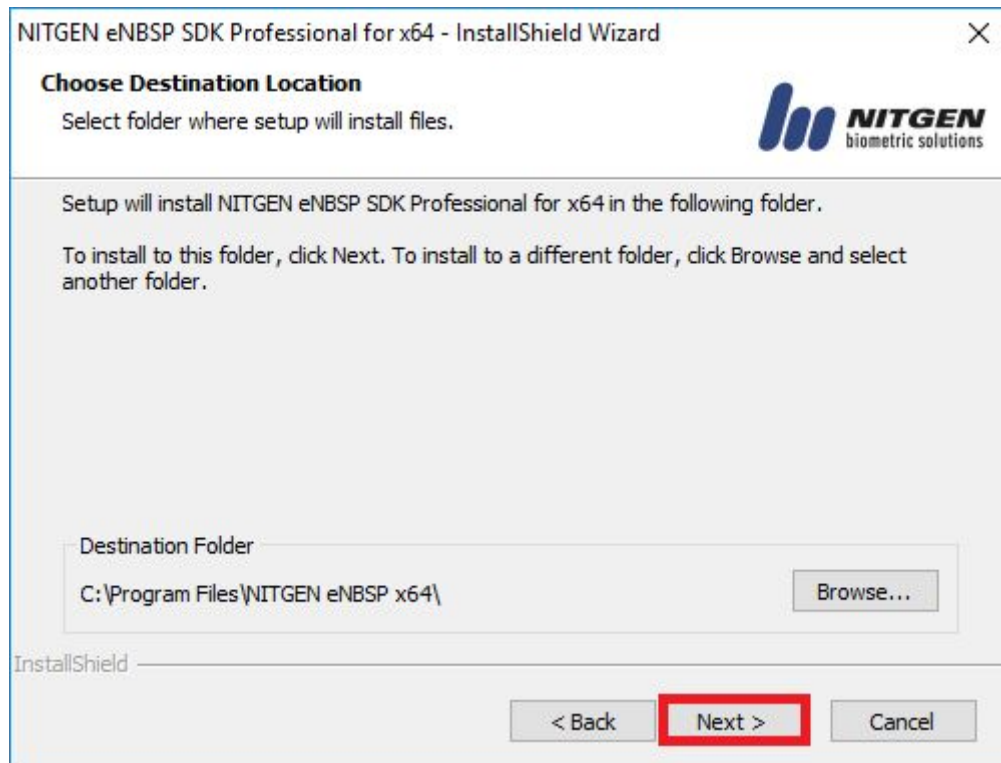 NITGEN eNBSP SDK Professional for x64 - InstallShield Wizard
Choose Destination Location
Select folder where setup will install files.
NITGEN
biometric solutions
Setup will install NITGEN eNBSP SDK Professional for x64 in the following folder.
To install to this folder, click Next. To install to a different folder, click Browse and select
another folder.
Destination Folder
C:\Program Files\NITGEN eNBSP x64\
Browse...
InstallShield
< Back
Next >
Cancel